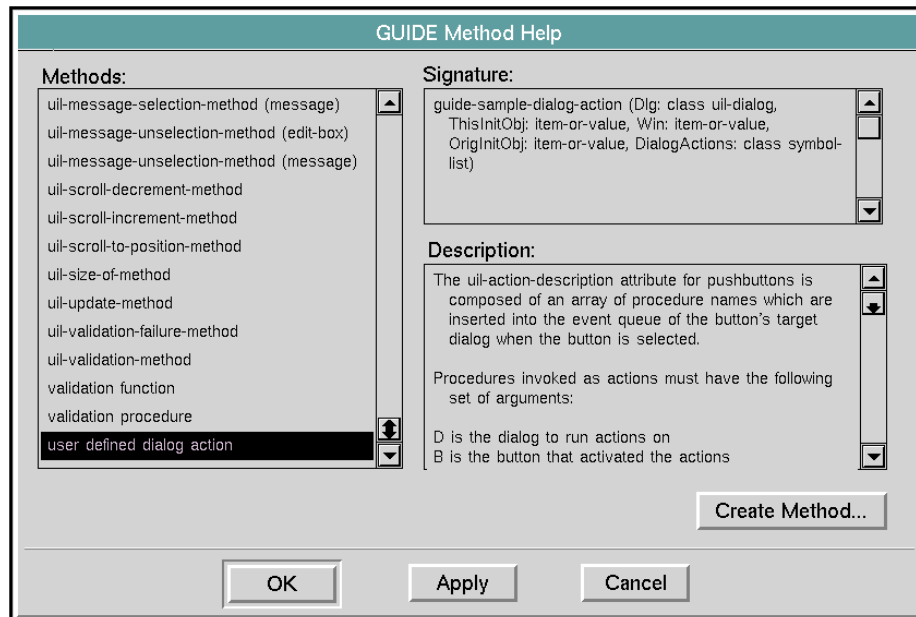 GUIDE Method Help
Methods:
uil-message-selection-method (message)
uil-message-unselection-method (edit-box)
uil-message-unselection-method (message)
uil-scroll-decrement-method
uil-scroll-increment-method
uil-scroll-to-position-method
uil-size-of-method
uil-update-method
uil-validation-failure-method
uil-validation-method
validation function
validation procedure
user defined dialog action
Signature:
guide-sample-dialog-action (Dlg: class uil-dialog,
ThisInitObj: item-or-value, Win: item-or-value,
OrigInitObj: item-or-value, DialogActions: class symbol-
list)
Description:
The uil-action-description attribute for pushbuttons is
composed of an array of procedure names which are
inserted into the event queue of the button's target
dialog when the button is selected.
Procedures invoked as actions must have the following
set of arguments:
D is the dialog to run actions on
B is the button that activated the actions
Create Method...
OK
Apply
Cancel